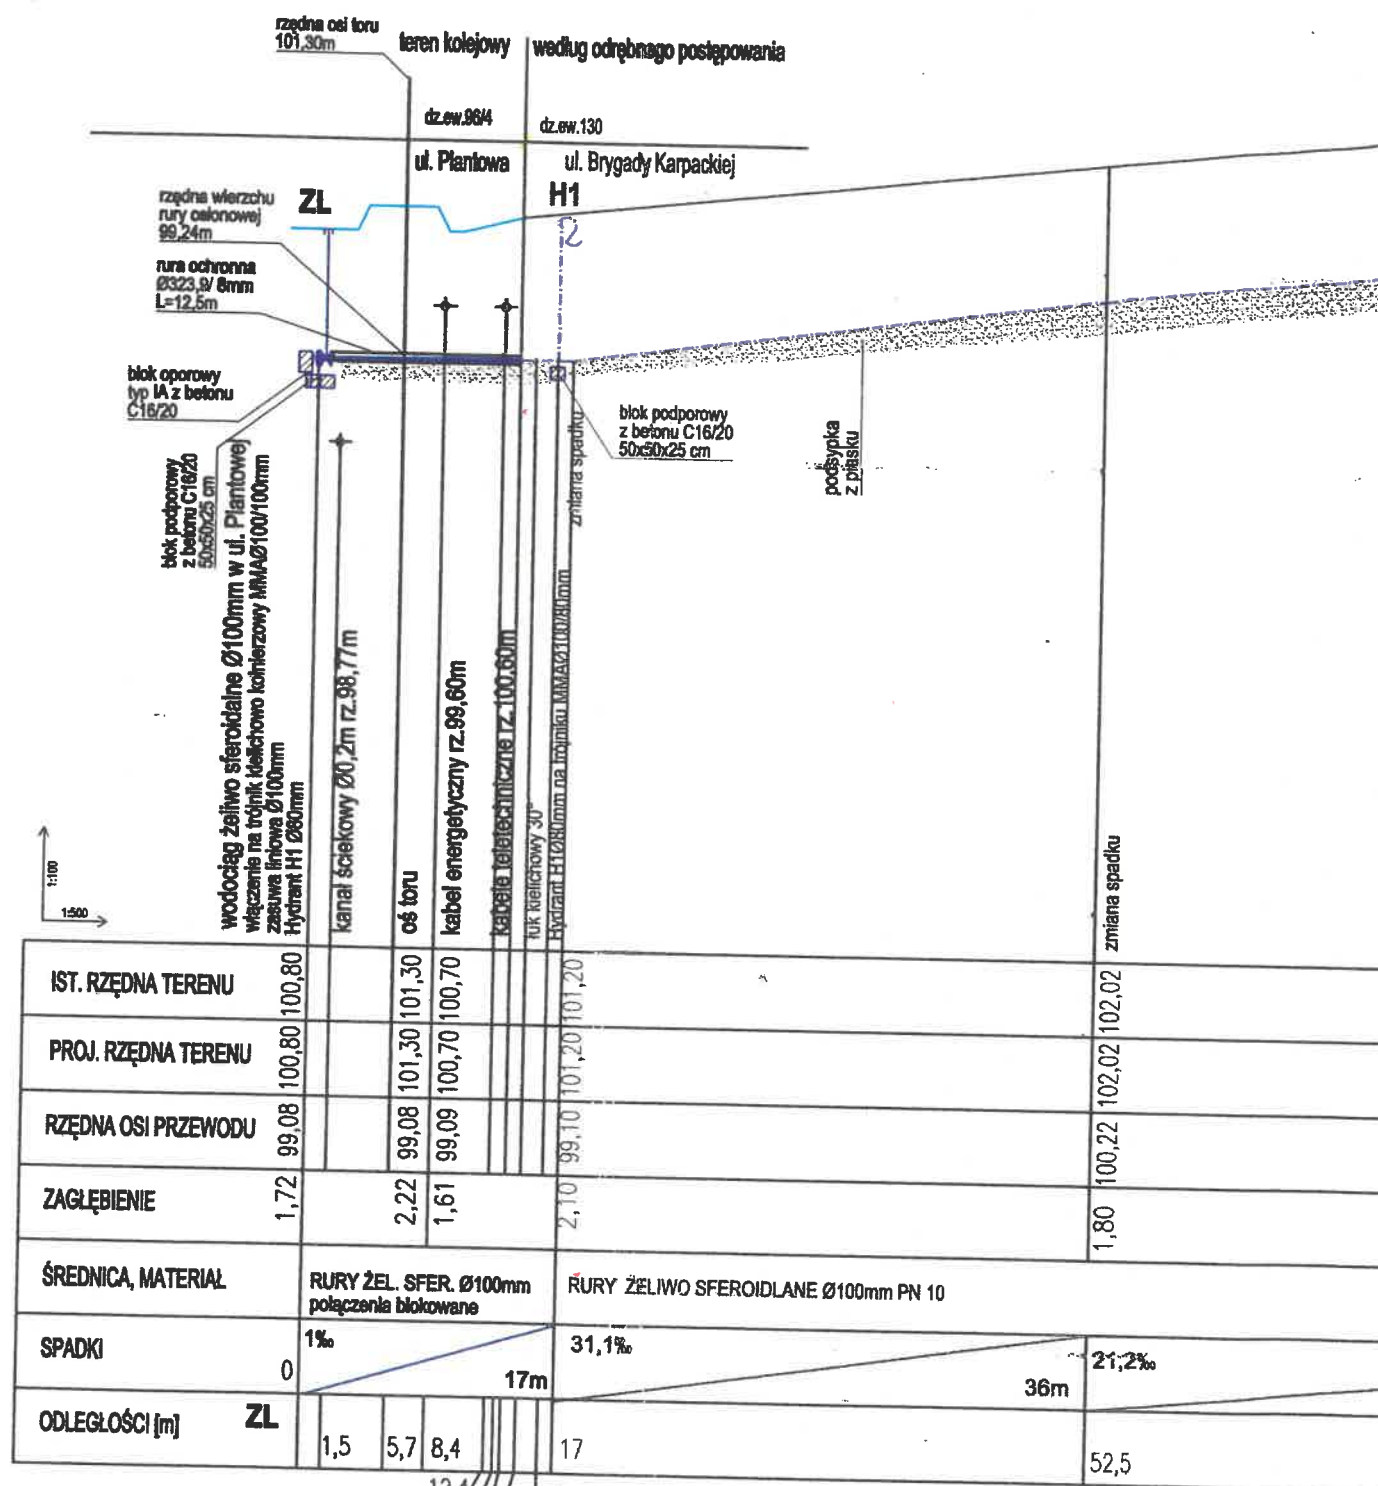 rzędna osi toru
101,30m
teren kolejowy
według odrębnego postępowania
dz.ew.96/4
dz.ew.130
ul. Plantowa
ul. Brygady Karpackiej
ZL
H1
2
rzędna wierzchu
rury osłonowej
99,24m
rura ochronna
Ø323,9/ 8mm
L=12,5m
blok oporowy
typ IA z betonu
C16/20
blok podporowy
z betonu C16/20
50x50x25 cm
blok podporowy
z betonu C16/20
50x50x25 cm
zmiana spadku
podsypka
z piasku
wodociąg żeliwo sferoidalne Ø100mm w ul. Plantowej
włączenie na trójnik kielichowo kołnierzowy MMAØ100/100mm
zasuwa liniowa Ø100mm
Hydrant H1 Ø80mm
kanał ściekowy Ø0,2m rz.98,77m
oś toru
kabel energetyczny rz.99,60m
kable teletechniczne rz.100,60m
łuk kielichowy 30°
Hydrant H1Ø80mm na trójniku MMAØ100/80mm
zmiana spadku
1:100
1:500
IST. RZĘDNA TERENU 100,80 101,30 100,70 101,20 102,02
PROJ. RZĘDNA TERENU 100,80 101,30 100,70 101,20 102,02
RZĘDNA OSI PRZEWODU 99,08 99,08 99,09 99,10 100,22
ZAGŁĘBIENIE 1,72 2,22 1,61 2,10 1,80
ŚREDNICA, MATERIAŁ
RURY ŻEL. SFER. Ø100mm
połączenia blokowane
RURY ŻELIWO SFEROIDLANE Ø100mm PN 10
SPADKI 0 1‰ 17m 31,1‰ 36m 21,2‰
ODLEGŁOŚCI [m] ZL 1,5 5,7 8,4 17 52,5